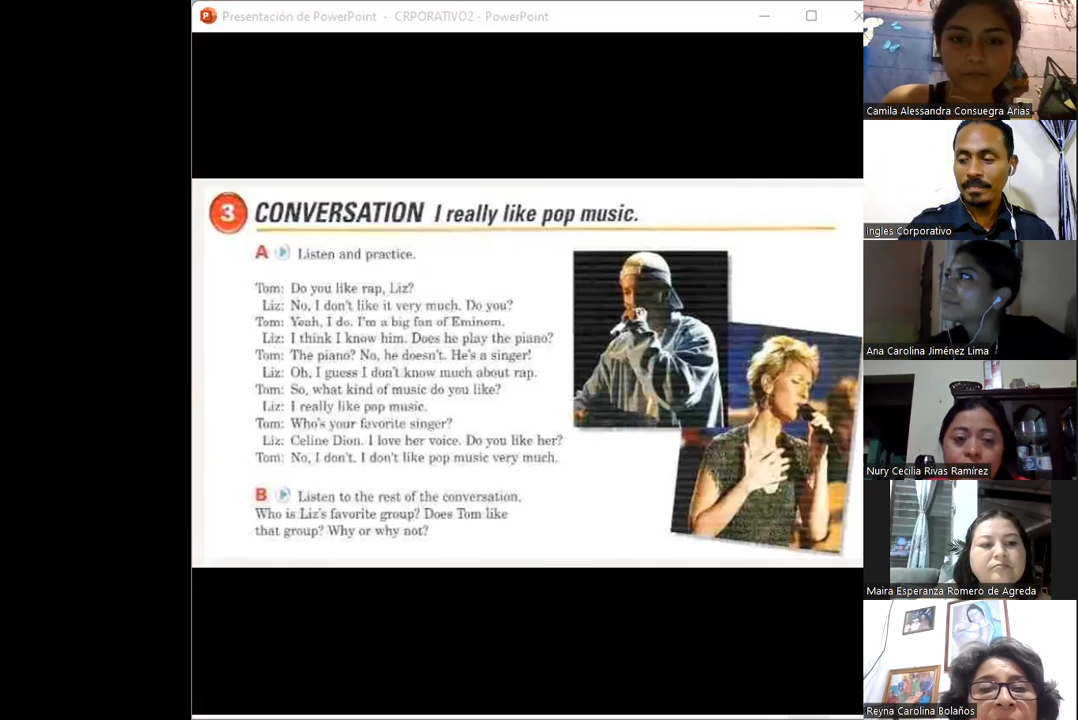 Presentación de PowerPoint - CRPORATIVO2 - PowerPoint
3 CONVERSATION I really like pop music.
A Listen and practice.
Tom: Do you like rap, Liz?
Liz: No, I don't like it very much. Do you?
Tom: Yeah, I do. I'm a big fan of Eminem.
Liz: I think I know him. Does he play the piano?
Tom: The piano? No, he doesn't. He's a singer!
Liz: Oh, I guess I don't know much about rap.
Tom: So, what kind of music do you like?
Liz: I really like pop music.
Tom: Who's your favorite singer?
Liz: Celine Dion. I love her voice. Do you like her?
Tom: No, I don't. I don't like pop music very much.
B Listen to the rest of the conversation.
Who is Liz's favorite group? Does Tom like
that group? Why or why not?
Camila Alessandra Consuegra Arias
Ingles Corporativo
Ana Carolina Jiménez Lima
Nury Cecilia Rivas Ramírez
Maira Esperanza Romero de Agreda
Reyna Carolina Bolaños